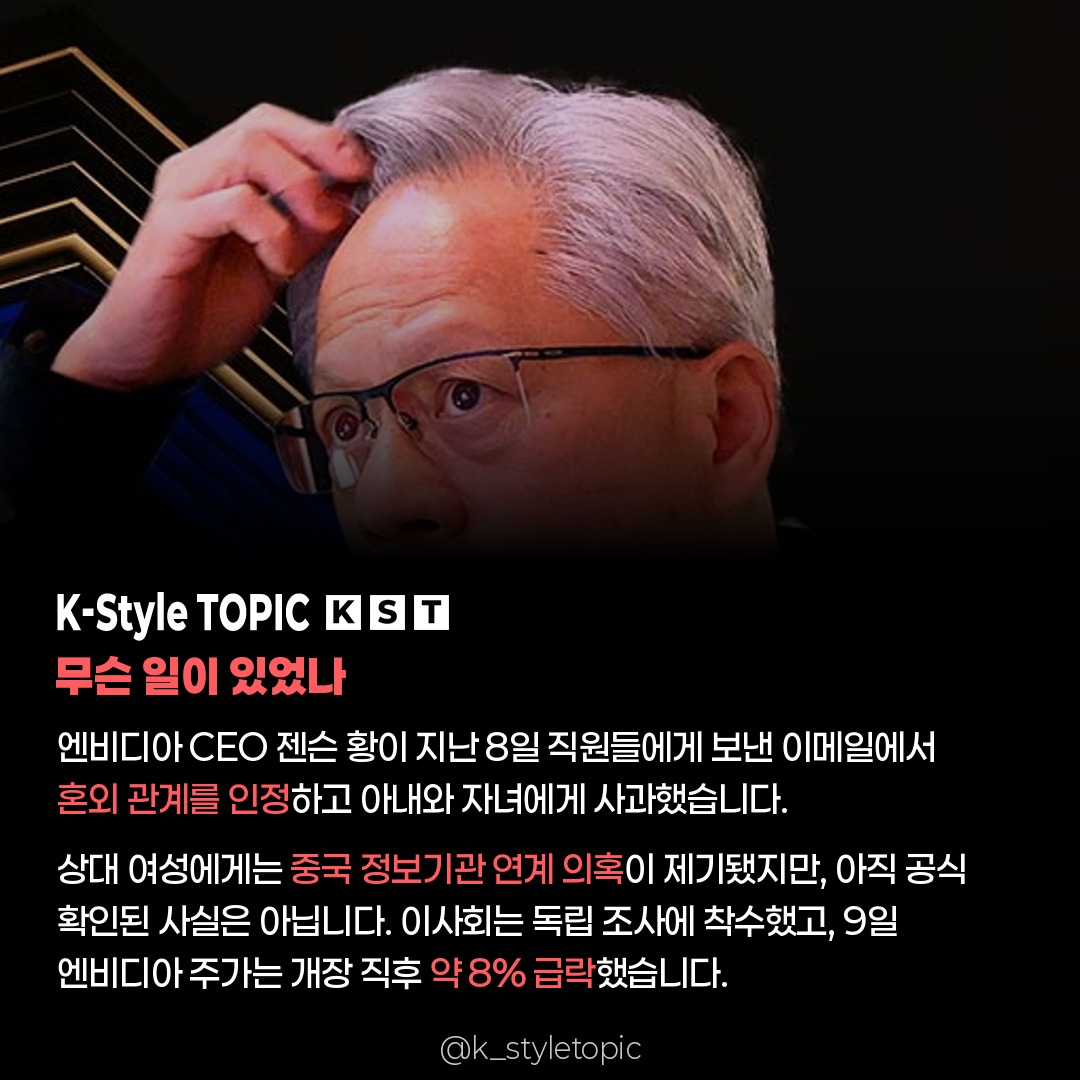 K-Style TOPIC KST
무슨 일이 있었나
엔비디아 CEO 젠슨 황이 지난 8일 직원들에게 보낸 이메일에서
혼외 관계를 인정하고 아내와 자녀에게 사과했습니다.
상대 여성에게는 중국 정보기관 연계 의혹이 제기됐지만, 아직 공식
확인된 사실은 아닙니다. 이사회는 독립 조사에 착수했고, 9일
엔비디아 주가는 개장 직후 약 8% 급락했습니다.
@k_styletopic